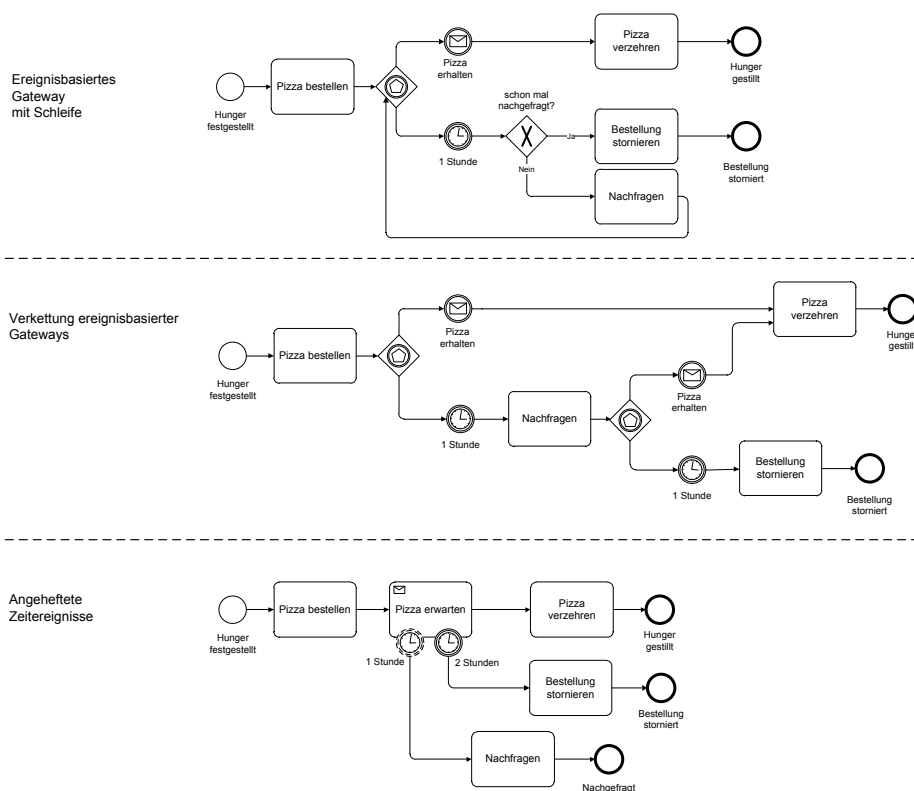 Ereignisbasiertes
Gateway
mit Schleife
Hunger
festgestellt
Pizza bestellen
Pizza
erhalten
Pizza
verzehren
Hunger
gestillt
1 Stunde
schon mal
nachgefragt?
Ja
Nein
Bestellung
stornieren
Bestellung
storniert
Nachfragen
Verkettung ereignisbasierter
Gateways
Hunger
festgestellt
Pizza bestellen
Pizza
erhalten
Pizza
verzehren
Hunger
gestillt
1 Stunde
Nachfragen
Pizza
erhalten
1 Stunde
Bestellung
stornieren
Bestellung
storniert
Angeheftete
Zeitereignisse
Hunger
festgestellt
Pizza bestellen
Pizza erwarten
Pizza
verzehren
Hunger
gestillt
1 Stunde
2 Stunden
Bestellung
stornieren
Bestellung
storniert
Nachfragen
Nachgefragt